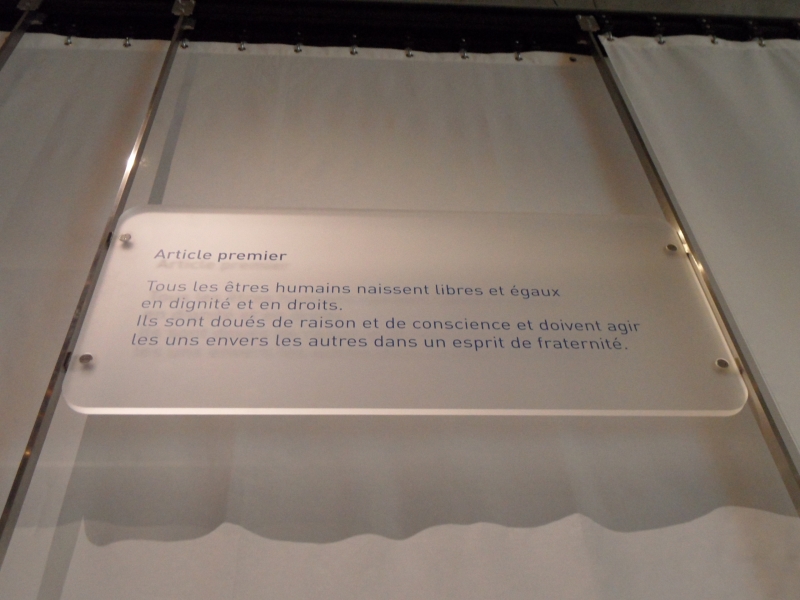 Article premier
Tous les êtres humains naissent libres et égaux
en dignité et en droits.
Ils sont doués de raison et de conscience et doivent agir
les uns envers les autres dans un esprit de fraternité.